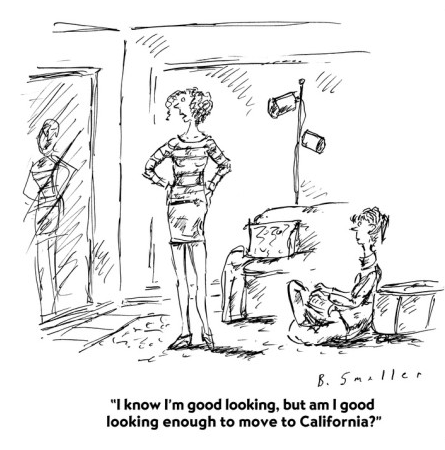 B. Smaller
"I know I'm good looking, but am I good
looking enough to move to California?"